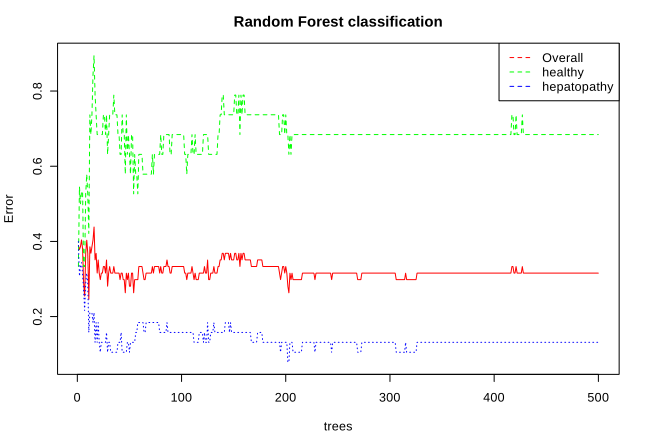 Random Forest classification
Overall
healthy
hepatopathy
Error
0.8
0.6
0.4
0.2
0 100 200 300 400 500
trees